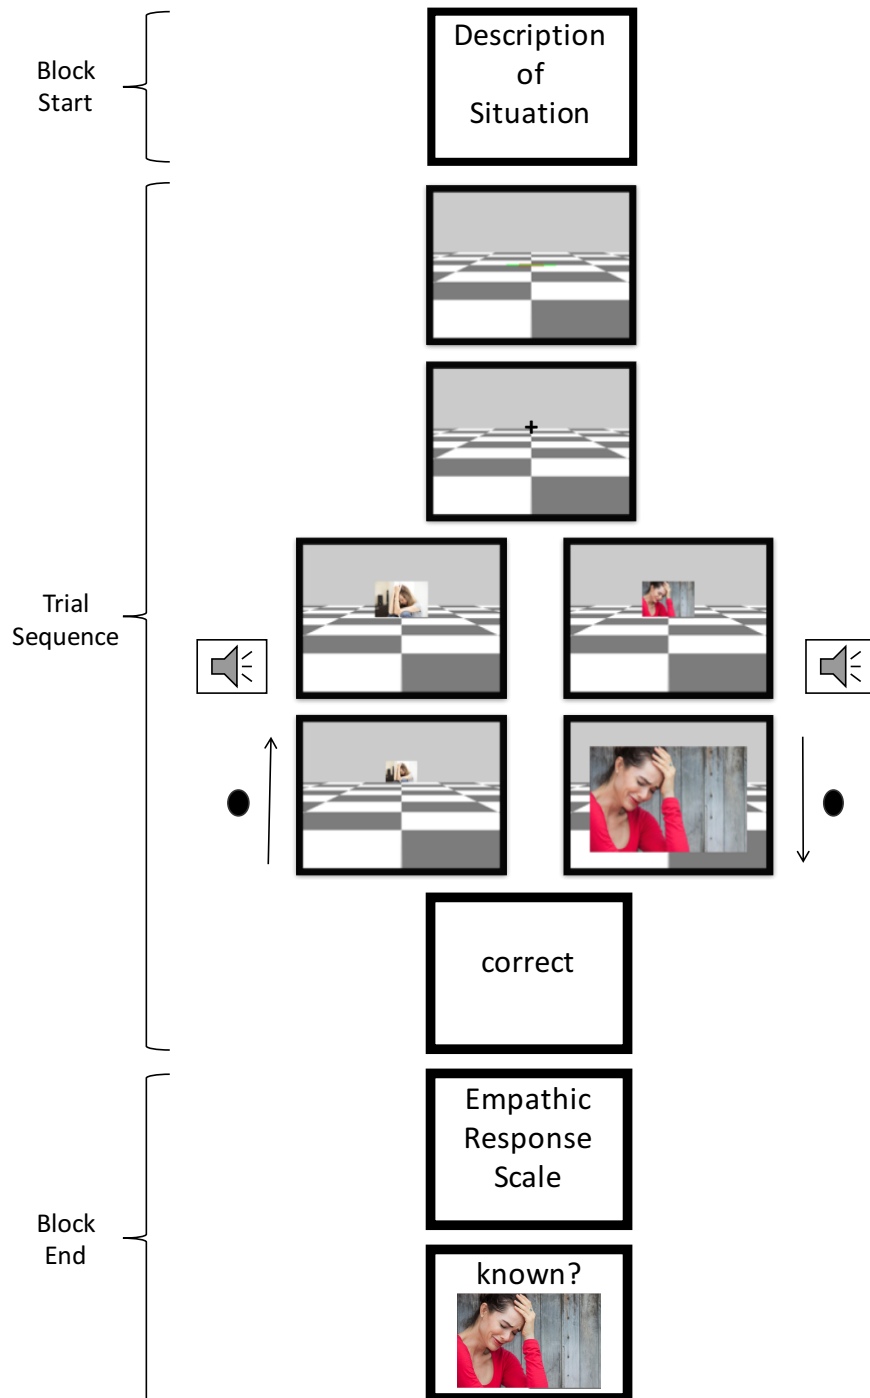 Block
Start
Description
of
Situation
Trial
Sequence
+
correct
Block
End
Empathic
Response
Scale
known?